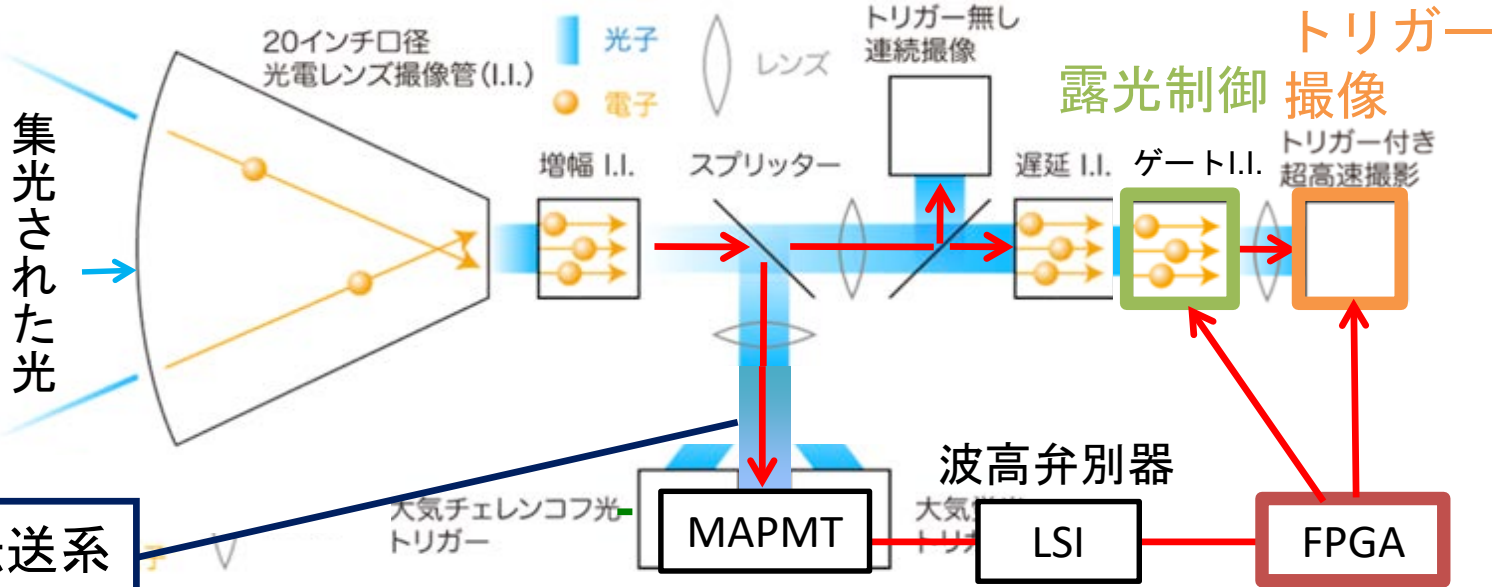 20インチ口径
光電レンズ撮像管(I.I.)
光子
電子
レンズ
トリガー無し
連続撮像
トリガー
撮像
露光制御
集光された光
増幅 I.I.
スプリッター
遅延 I.I.
ゲートI.I.
トリガー付き
超高速撮影
波高弁別器
送系
子
大気チェレンコフ光
トリガー
MAPMT
大気
トリ
LSI
FPGA